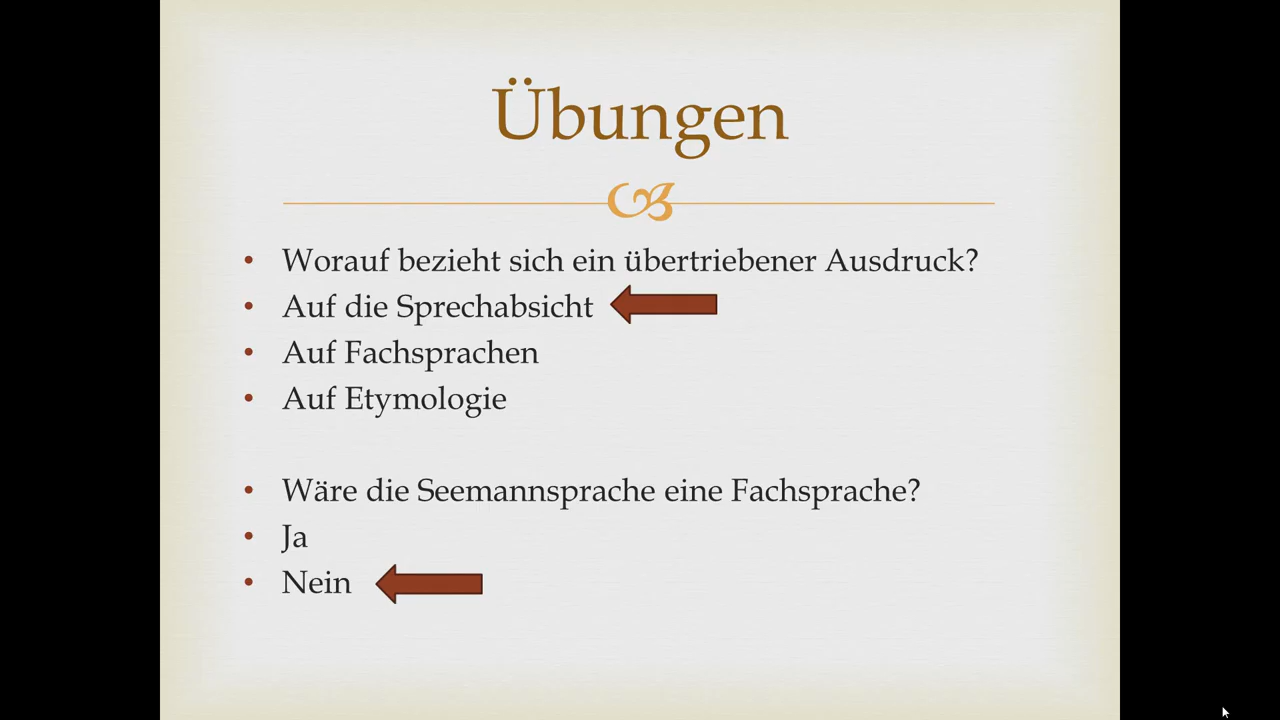 Übungen
• Worauf bezieht sich ein übertriebener Ausdruck?
• Auf die Sprechabsicht
• Auf Fachsprachen
• Auf Etymologie
• Wäre die Seemannsprache eine Fachsprache?
• Ja
• Nein